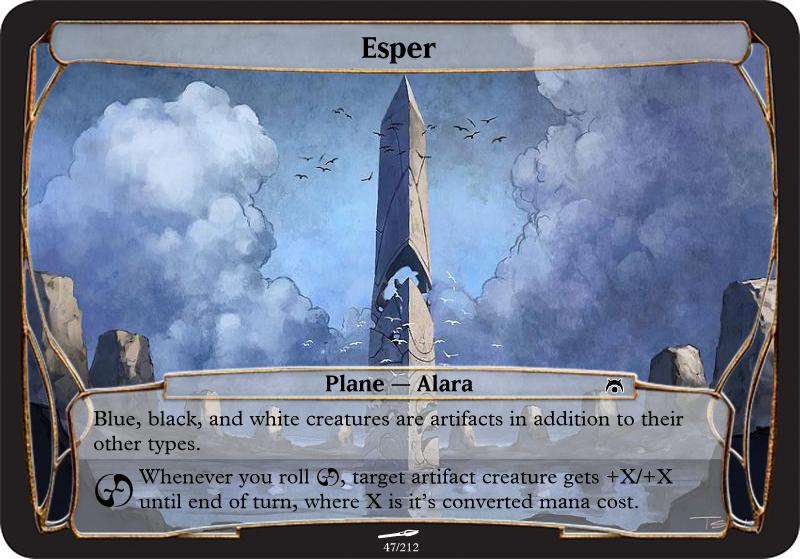 Esper
Plane — Alara
Blue, black, and white creatures are artifacts in addition to their
other types.
Whenever you roll , target artifact creature gets +X/+X
until end of turn, where X is it's converted mana cost.
TS
47/212